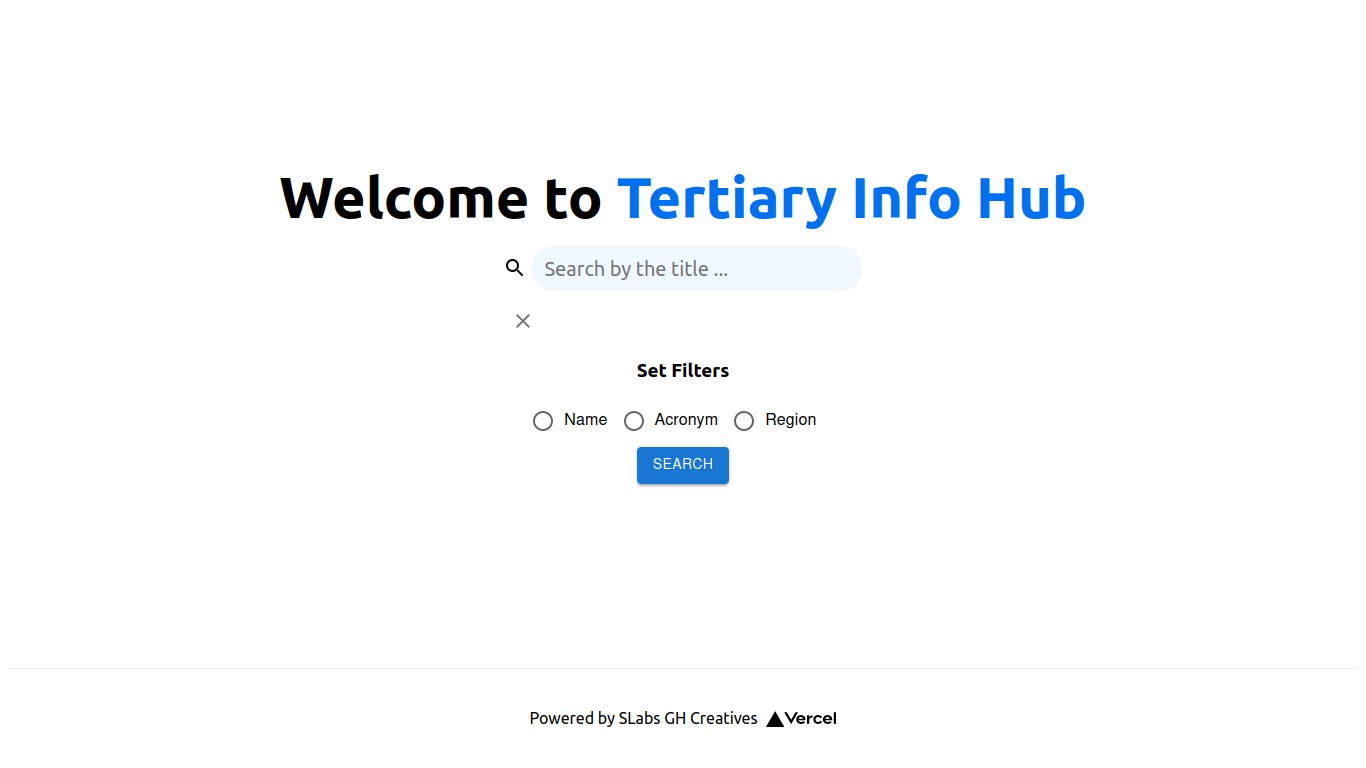 Welcome to Tertiary Info Hub
Search by the title ...
Set Filters
Name Acronym Region
SEARCH
Powered by SLabs GH Creatives Vercel